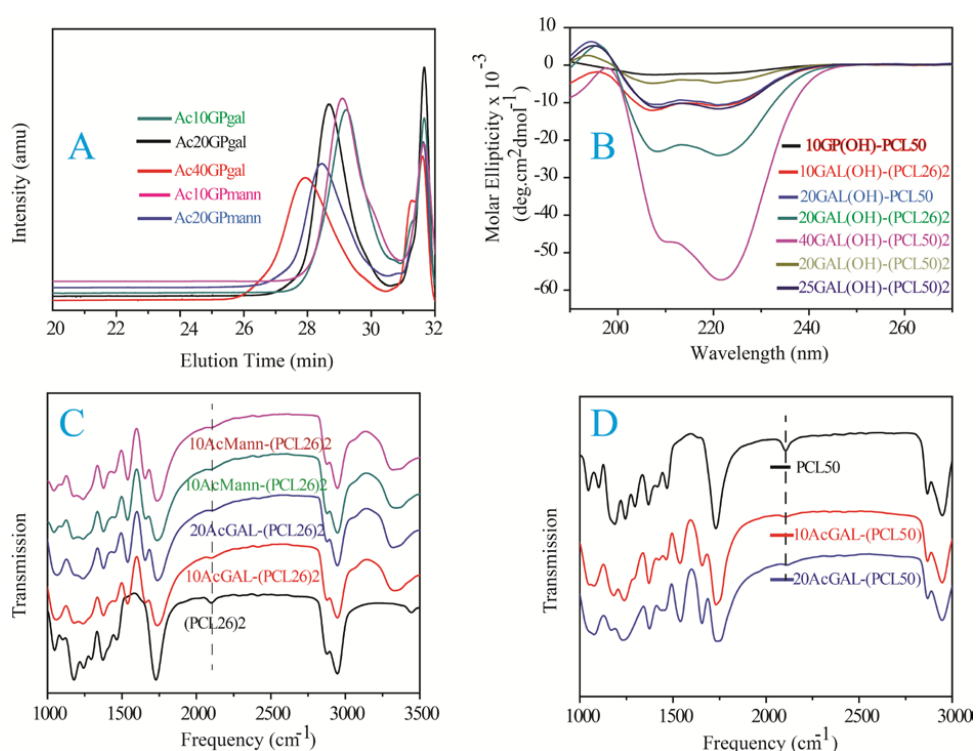 A
Intensity (amu)
Ac10GPgal
Ac20GPgal
Ac40GPgal
Ac10GPmann
Ac20GPmann
20 22 24 26 28 30 32
Elution Time (min)
B
Molar Ellipticity x 10-3
(deg.cm2dmol-1)
10
0
-10
-20
-30
-40
-50
-60
10GP(OH)-PCL50
10GAL(OH)-(PCL26)2
20GAL(OH)-PCL50
20GAL(OH)-(PCL26)2
40GAL(OH)-(PCL50)2
20GAL(OH)-(PCL50)2
25GAL(OH)-(PCL50)2
200 220 240 260
Wavelength (nm)
C
Transmission
10AcMann-(PCL26)2
10AcMann-(PCL26)2
20AcGAL-(PCL26)2
10AcGAL-(PCL26)2
(PCL26)2
1000 1500 2000 2500 3000 3500
Frequency (cm-1)
D
Transmission
PCL50
10AcGAL-(PCL50)
20AcGAL-(PCL50)
1000 1500 2000 2500 3000
Frequency (cm-1)